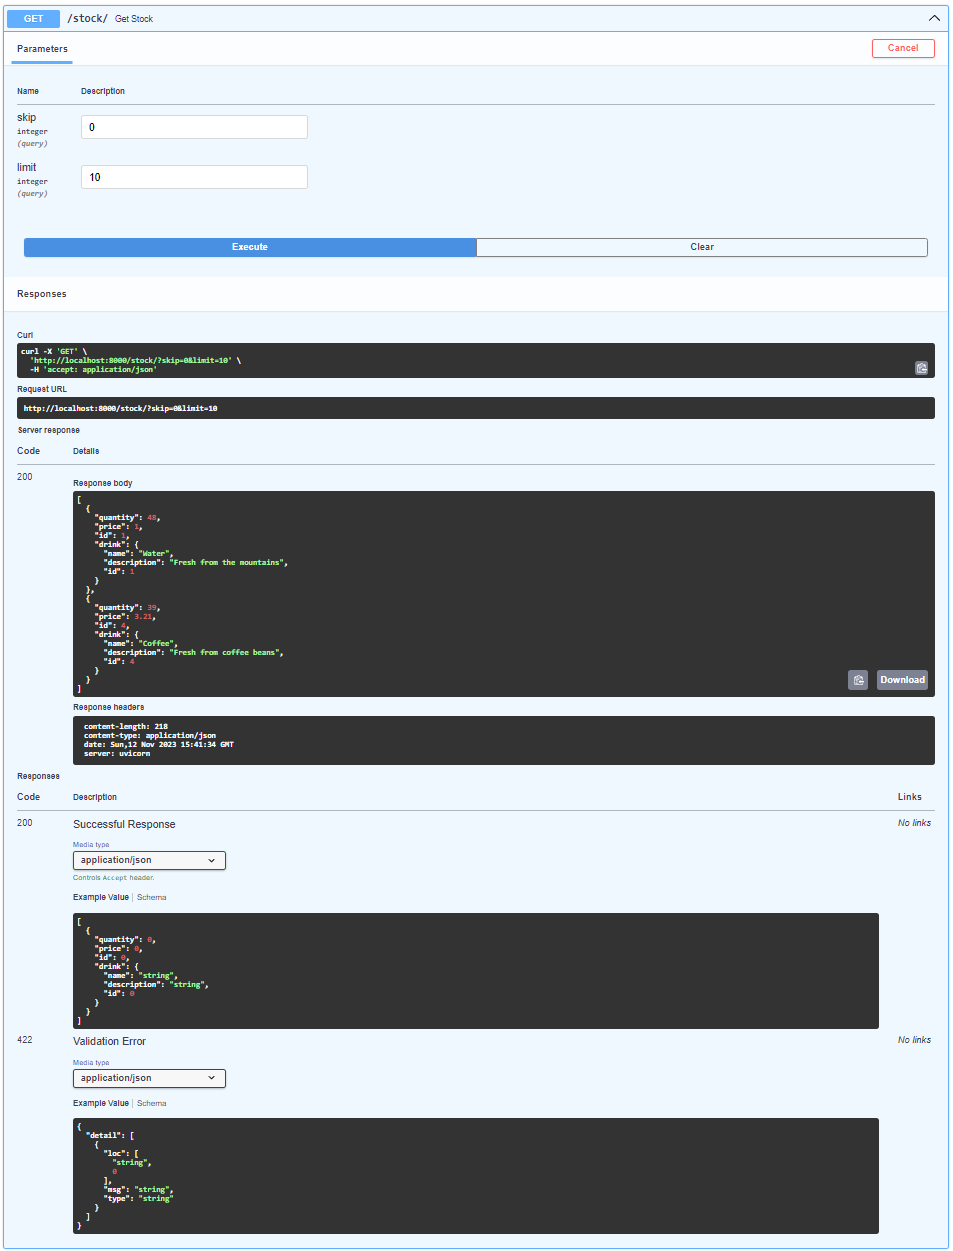 GET /stock/ Get Stock
Parameters
Cancel
Name Description
skip
integer
(query)
0
limit
integer
(query)
10
Execute Clear
Responses
Curl
curl -X 'GET' \
'http://localhost:8000/stock/?skip=0&limit=10' \
-H 'accept: application/json'
Request URL
http://localhost:8000/stock/?skip=0&limit=10
Server response
Code Details
200
Response body
[
{
"quantity": 48,
"price": 1,
"id": 1,
"drink": {
"name": "Water",
"description": "Fresh from the mountains",
"id": 1
}
},
{
"quantity": 39,
"price": 3.21,
"id": 4,
"drink": {
"name": "Coffee",
"description": "Fresh from coffee beans",
"id": 4
}
}
]
Download
Response headers
content-length: 218
content-type: application/json
date: Sun,12 Nov 2023 15:41:34 GMT
server: uvicorn
Responses
Code Description Links
200 Successful Response No links
Media type
application/json
Controls Accept header.
Example Value | Schema
[
{
"quantity": 0,
"price": 0,
"id": 0,
"drink": {
"name": "string",
"description": "string",
"id": 0
}
}
]
422 Validation Error No links
Media type
application/json
Example Value | Schema
{
"detail": [
{
"loc": [
"string",
0
],
"msg": "string",
"type": "string"
}
]
}